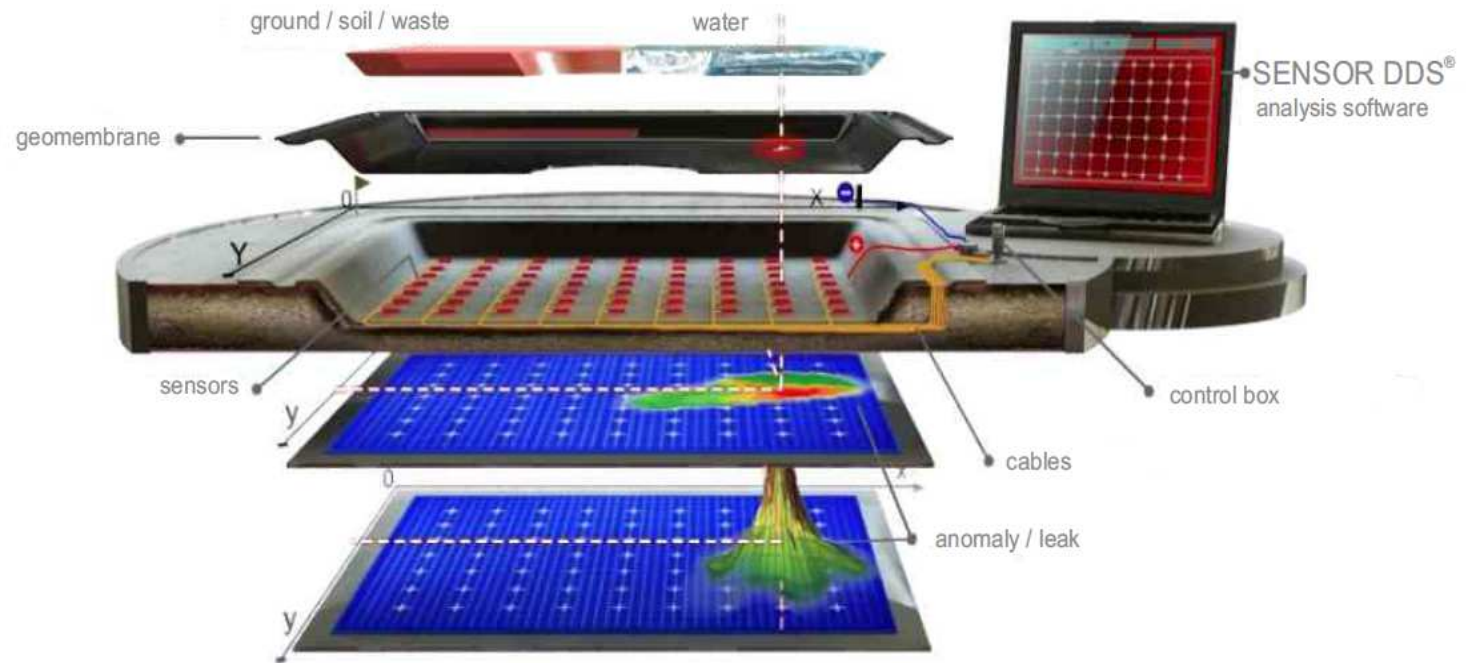 ground / soil / waste
water
SENSOR DDS®
analysis software
geomembrane
0
X
Y
sensors
control box
y
cables
0
x
anomaly / leak
y